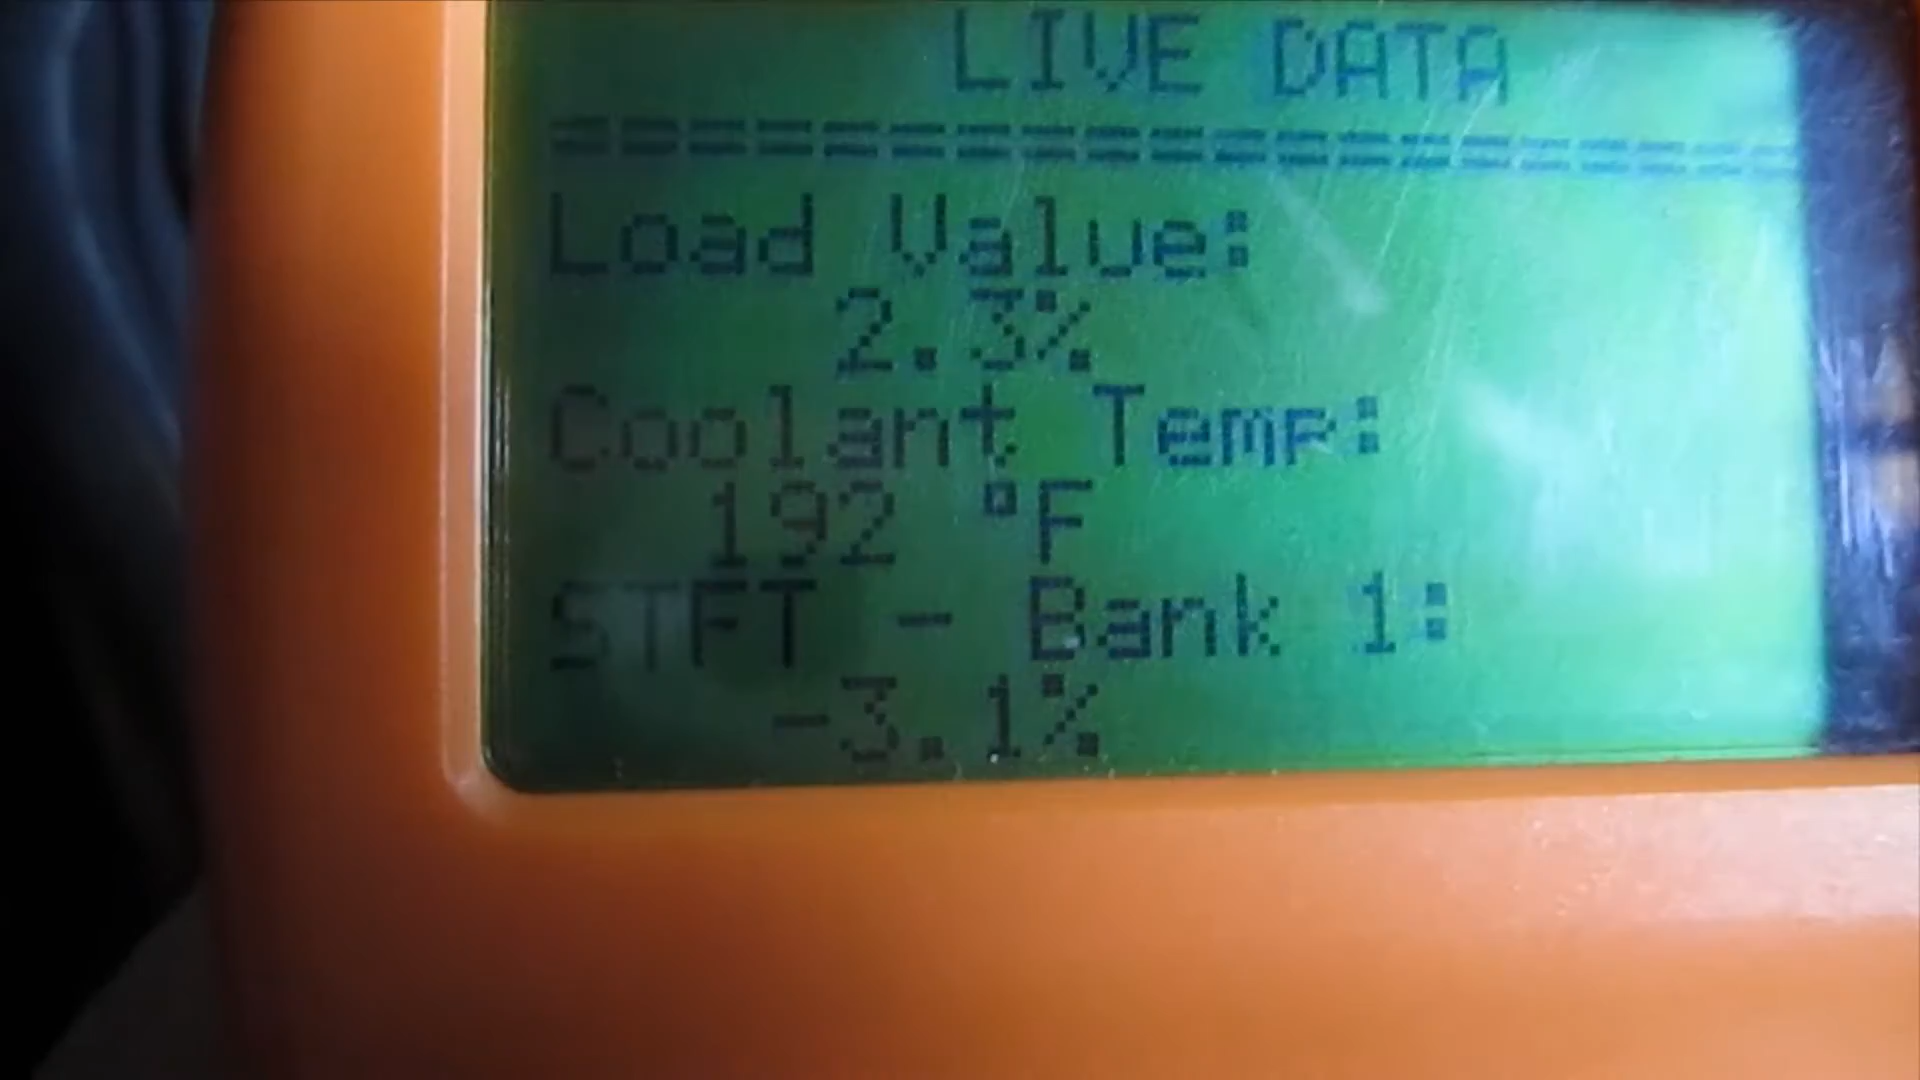 LIVE DATA
====================
Load Value:
2.3%
Coolant Temp:
192 °F
STFT - Bank 1:
-3.1%